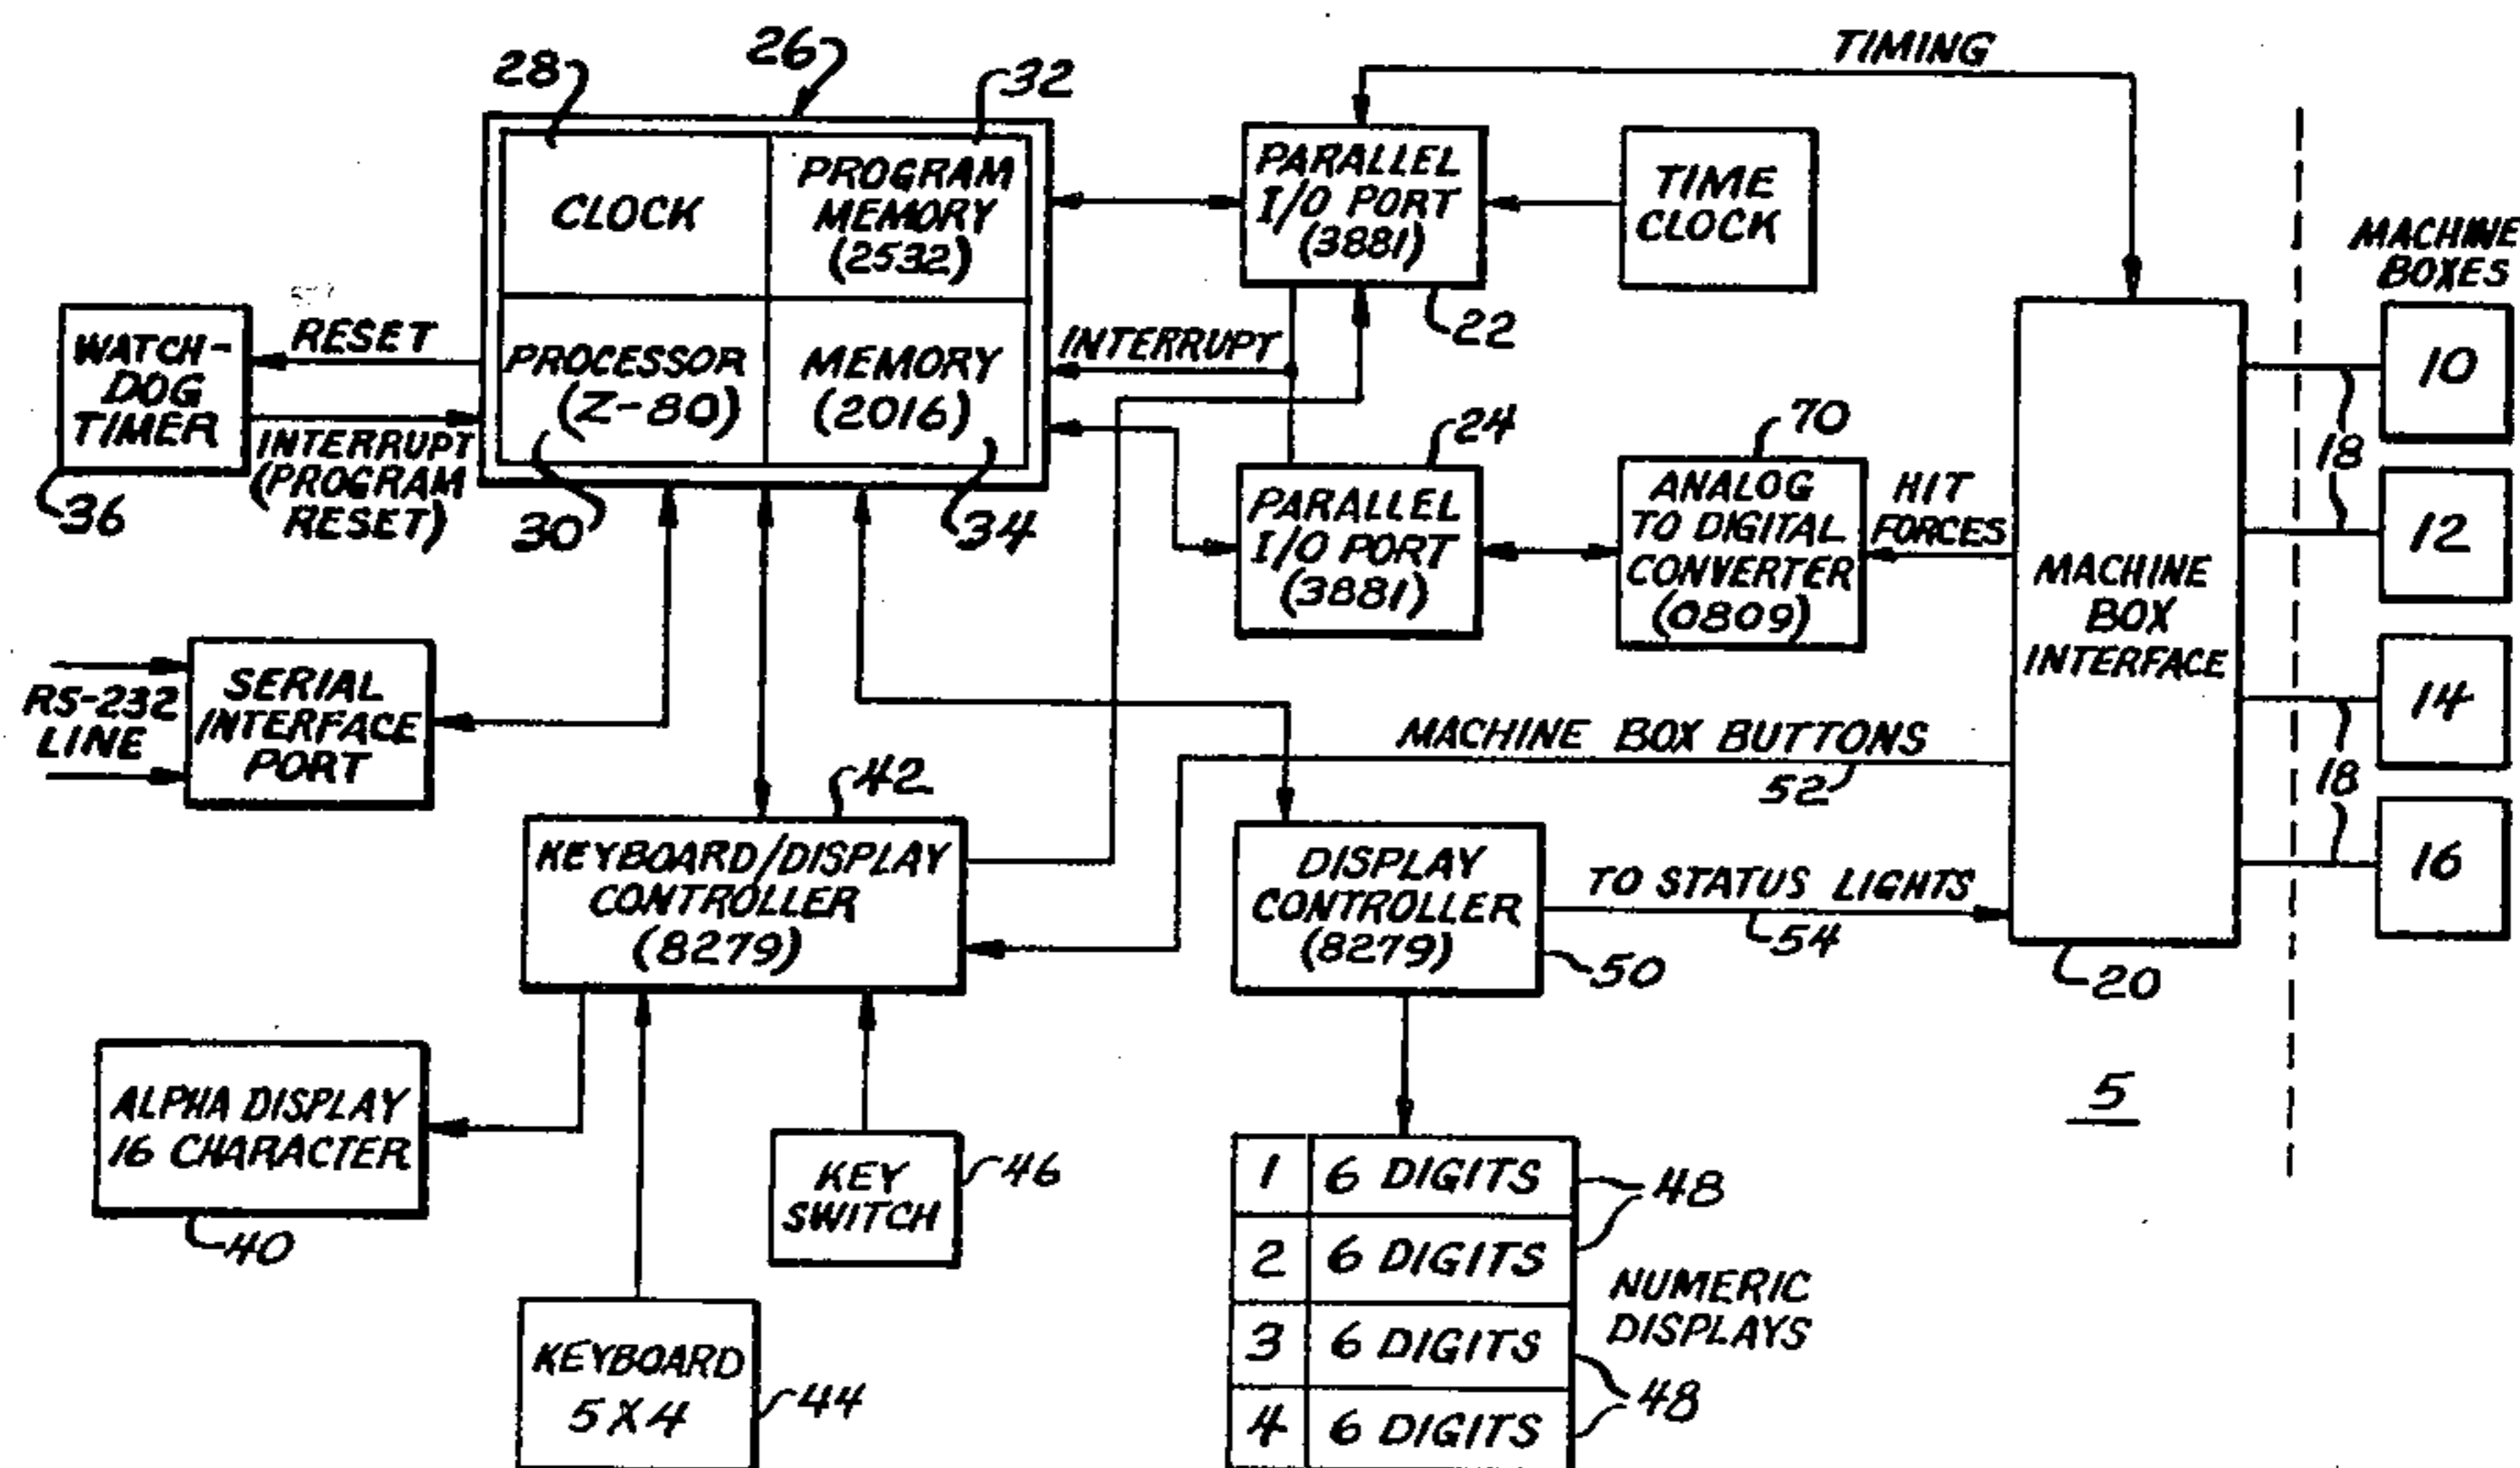 TIMING
28
26
32
CLOCK
PROGRAM
MEMORY
(2532)
PROCESSOR
(Z-80)
MEMORY
(2016)
30
34
PARALLEL
I/O PORT
(3881)
22
TIME
CLOCK
MACHINE
BOXES
WATCH-
DOG
TIMER
36
RESET
INTERRUPT
(PROGRAM
RESET)
INTERRUPT
24
PARALLEL
I/O PORT
(3881)
70
ANALOG
TO DIGITAL
CONVERTER
(0809)
HIT
FORCES
MACHINE
BOX
INTERFACE
20
10
18
12
14
18
16
RS-232
LINE
SERIAL
INTERFACE
PORT
MACHINE BOX BUTTONS
52
42
KEYBOARD/DISPLAY
CONTROLLER
(8279)
DISPLAY
CONTROLLER
(8279)
50
TO STATUS LIGHTS
54
5
ALPHA DISPLAY
16 CHARACTER
40
KEY
SWITCH
46
KEYBOARD
5X4
44
1 6 DIGITS
2 6 DIGITS
3 6 DIGITS
4 6 DIGITS
48
NUMERIC
DISPLAYS
48